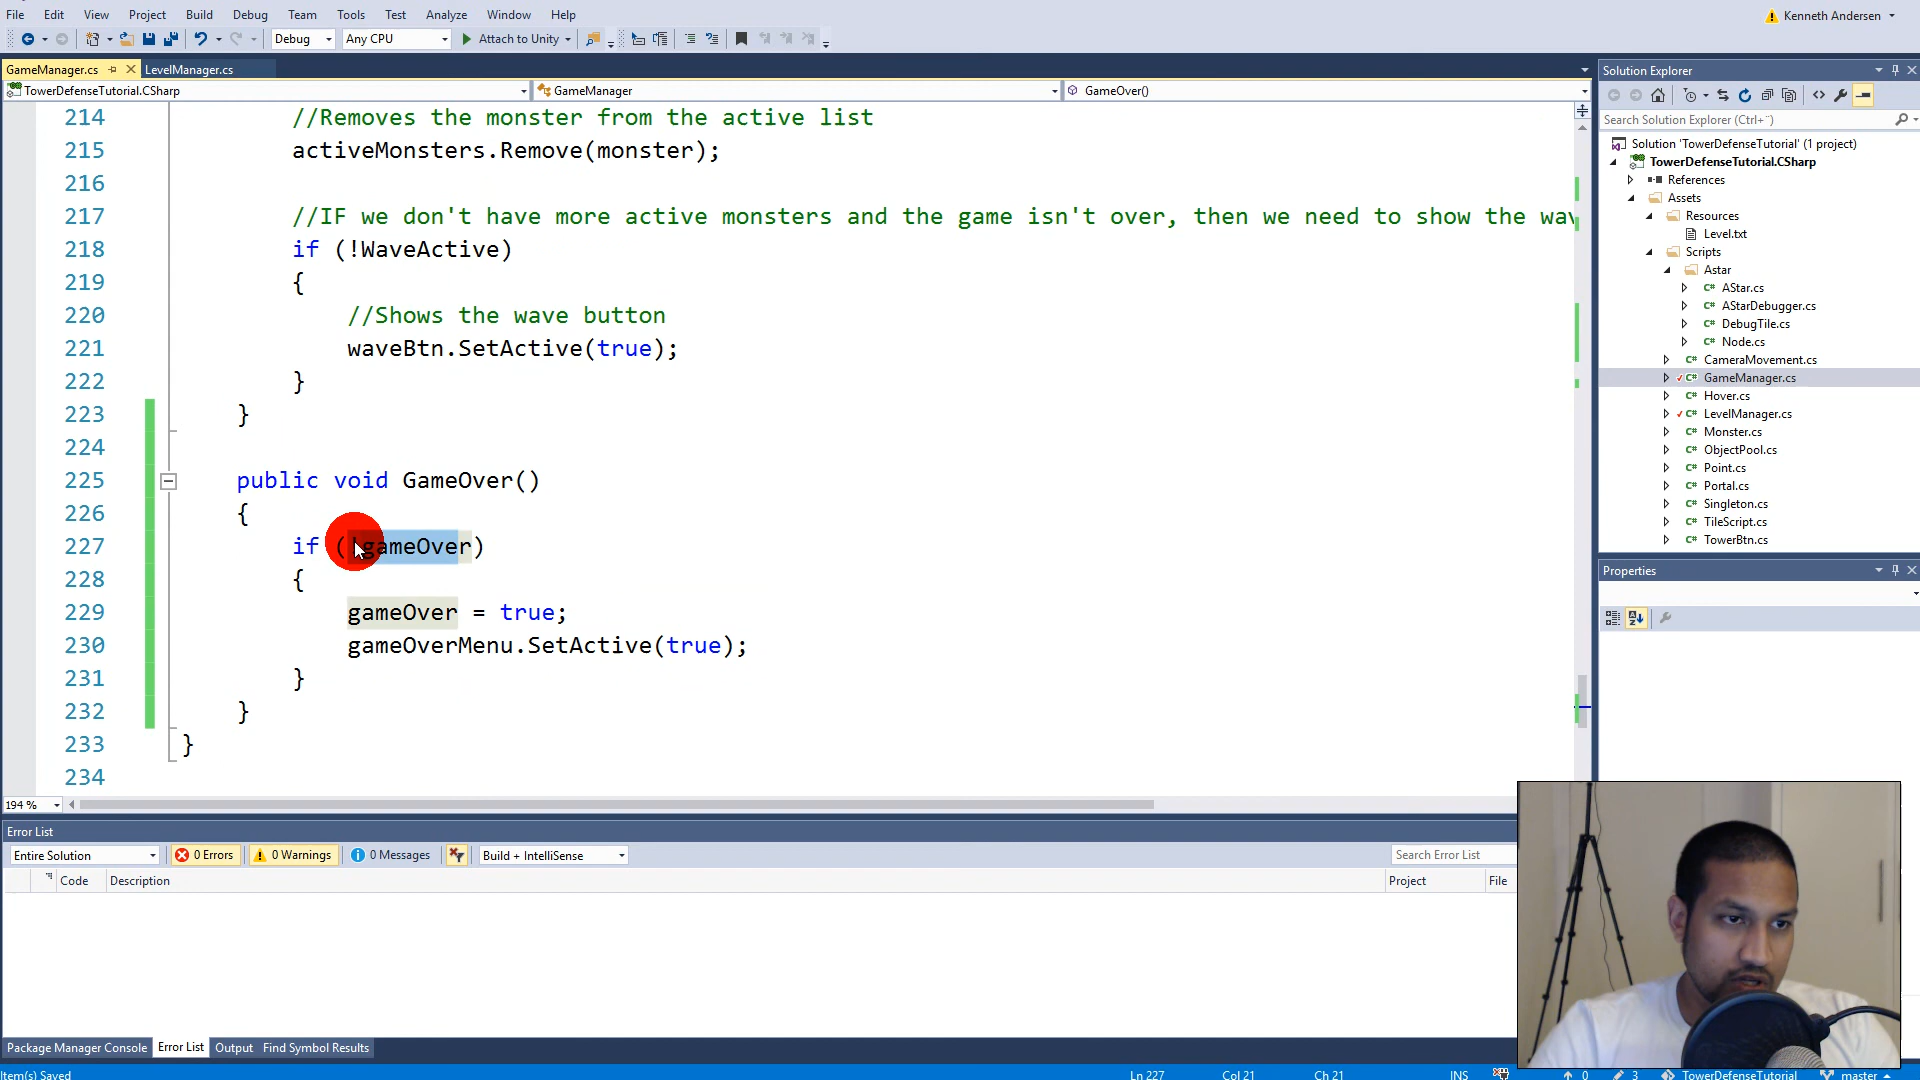 File Edit View Project Build Debug Team Tools Test Analyze Window Help Kenneth Andersen
Debug Any CPU Attach to Unity
GameManager.cs LevelManager.cs
TowerDefenseTutorial.CSharp GameManager GameOver()
214 //Removes the monster from the active list
215 activeMonsters.Remove(monster);
216
217 //IF we don't have more active monsters and the game isn't over, then we need to show the wav
218 if (!WaveActive)
219 {
220 //Shows the wave button
221 waveBtn.SetActive(true);
222 }
223 }
224
225 public void GameOver()
226 {
227 if (!gameOver)
228 {
229 gameOver = true;
230 gameOverMenu.SetActive(true);
231 }
232 }
233 }
234
194 %
Error List
Entire Solution 0 Errors 0 Warnings 0 Messages Build + IntelliSense Search Error List
Code Description Project File
Package Manager Console Error List Output Find Symbol Results
Item(s) Saved Ln 227 Col 21 Ch 21 INS 0 3 TowerDefenseTutorial master
Solution Explorer
Search Solution Explorer (Ctrl+¨)
Solution 'TowerDefenseTutorial' (1 project)
TowerDefenseTutorial.CSharp
References
Assets
Resources
Level.txt
Scripts
Astar
C# AStar.cs
C# AStarDebugger.cs
C# DebugTile.cs
C# Node.cs
C# CameraMovement.cs
C# GameManager.cs
C# Hover.cs
C# LevelManager.cs
C# Monster.cs
C# ObjectPool.cs
C# Point.cs
C# Portal.cs
C# Singleton.cs
C# TileScript.cs
C# TowerBtn.cs
Properties